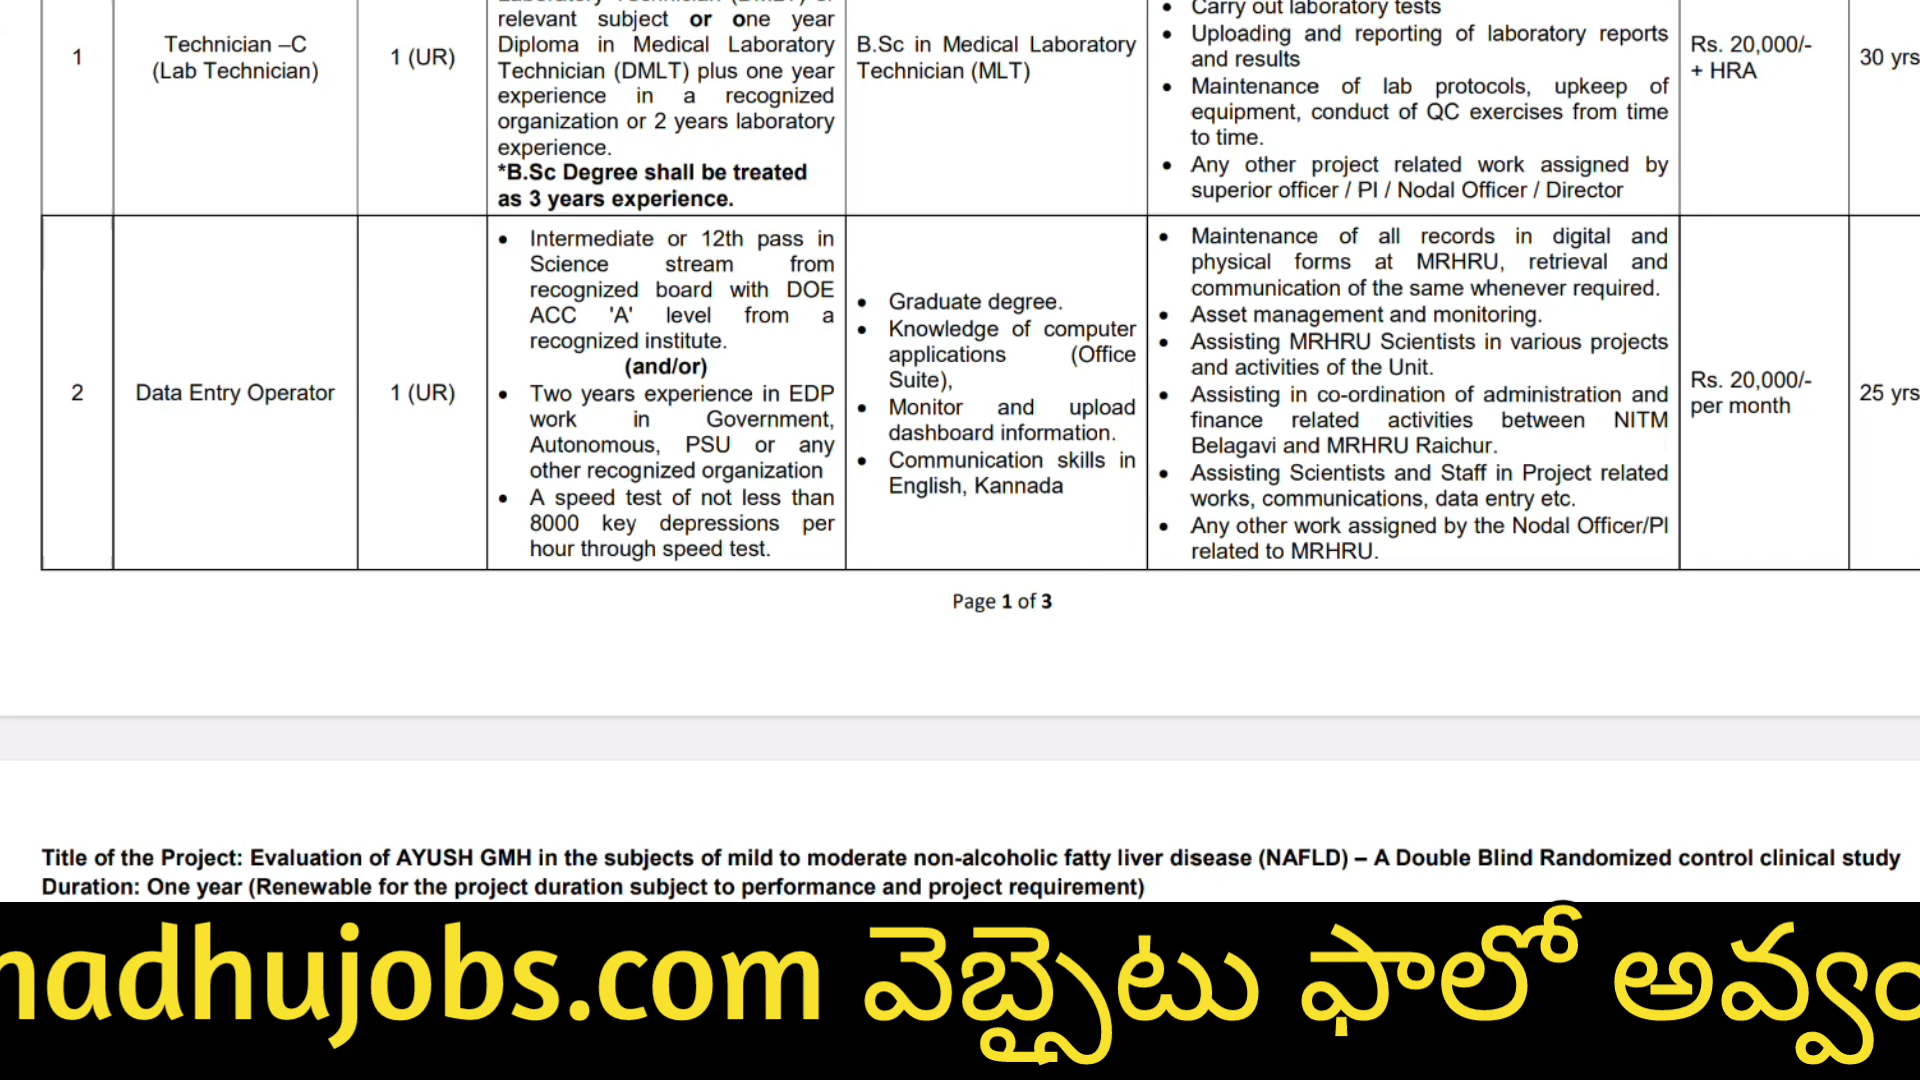 relevant subject or one year
Diploma in Medical Laboratory
Technician (DMLT) plus one year
experience in a recognized
organization or 2 years laboratory
experience.
*B.Sc Degree shall be treated
as 3 years experience.
1
Technician –C
(Lab Technician)
1 (UR)
B.Sc in Medical Laboratory
Technician (MLT)
• Carry out laboratory tests
• Uploading and reporting of laboratory reports
and results
• Maintenance of lab protocols, upkeep of
equipment, conduct of QC exercises from time
to time.
• Any other project related work assigned by
superior officer / PI / Nodal Officer / Director
Rs. 20,000/-
+ HRA
30 yrs
2
Data Entry Operator
1 (UR)
• Intermediate or 12th pass in
Science stream from
recognized board with DOE
ACC 'A' level from a
recognized institute.
(and/or)
• Two years experience in EDP
work in Government,
Autonomous, PSU or any
other recognized organization
• A speed test of not less than
8000 key depressions per
hour through speed test.
• Graduate degree.
• Knowledge of computer
applications (Office
Suite),
• Monitor and upload
dashboard information.
• Communication skills in
English, Kannada
• Maintenance of all records in digital and
physical forms at MRHRU, retrieval and
communication of the same whenever required.
• Asset management and monitoring.
• Assisting MRHRU Scientists in various projects
and activities of the Unit.
• Assisting in co-ordination of administration and
finance related activities between NITM
Belagavi and MRHRU Raichur.
• Assisting Scientists and Staff in Project related
works, communications, data entry etc.
• Any other work assigned by the Nodal Officer/PI
related to MRHRU.
Rs. 20,000/-
per month
25 yrs
Page 1 of 3
Title of the Project: Evaluation of AYUSH GMH in the subjects of mild to moderate non-alcoholic fatty liver disease (NAFLD) – A Double Blind Randomized control clinical study
Duration: One year (Renewable for the project duration subject to performance and project requirement)
madhujobs.com వెబ్సైటు ఫాలో అవ్వం